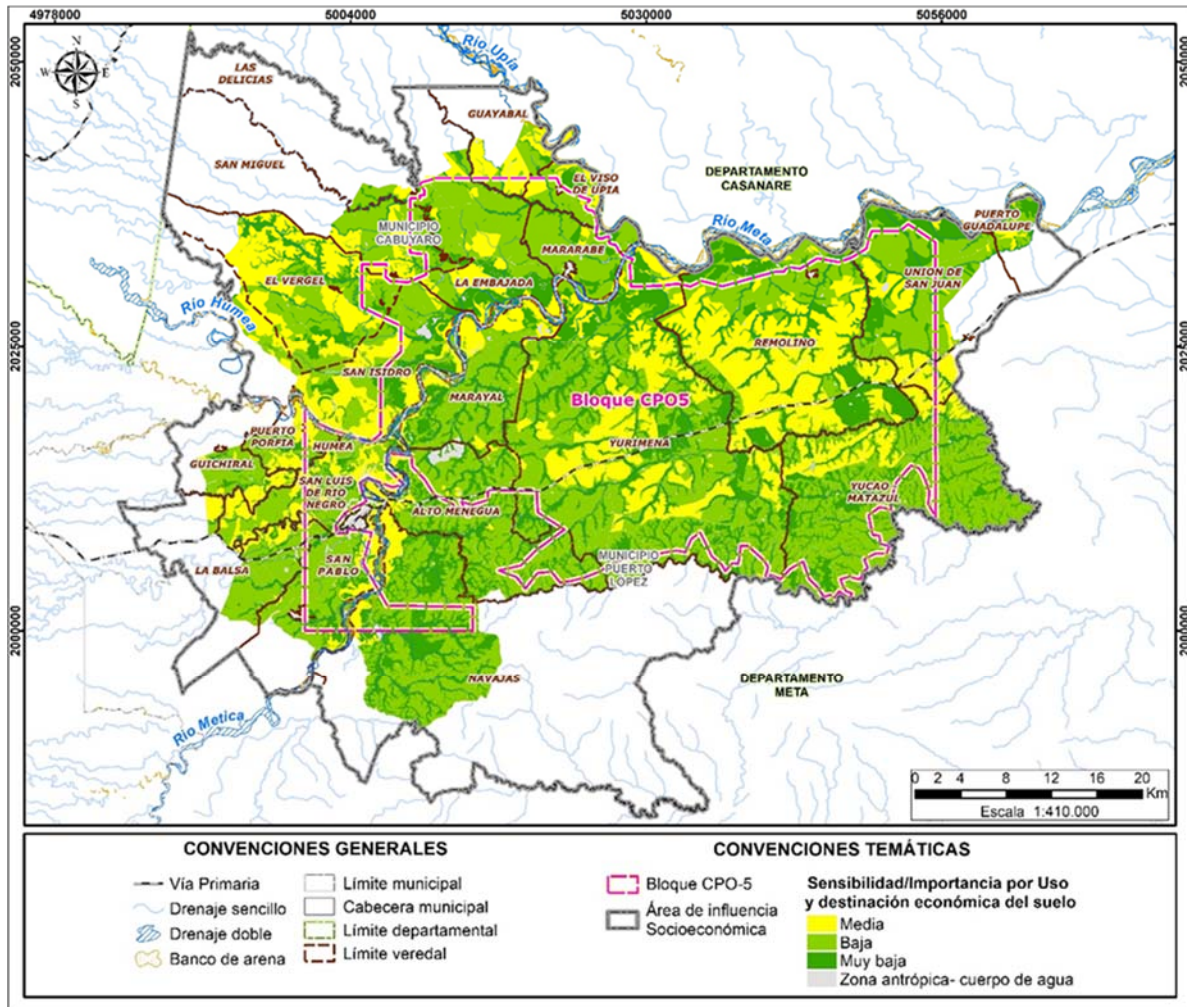 4978000
5004000
5030000
5056000
2050000
2050000
2025000
2025000
2000000
2000000
N
W
E
S
Río Upía
LAS
DELICIAS
GUAYABAL
SAN MIGUEL
EL VISO
DE UPIA
DEPARTAMENTO
CASANARE
PUERTO
GUADALUPE
MUNICIPIO
CABUYARO
MARARABE
Río Meta
EL VERGEL
LA EMBAJADA
UNION DE
SAN JUAN
Río Humea
REMOLINO
SAN ISIDRO
MARAYAL
Bloque CPO5
PUERTO
PORFIA
HUMEA
YURIMENA
GUICHIRAL
SAN LUIS
DE RIO
NEGRO
YUCAO -
MATAZUL
ALTO MENEGUA
LA BALSA
SAN
PABLO
MUNICIPIO
PUERTO
LOPEZ
NAVAJAS
DEPARTAMENTO
META
Río Metica
0 2 4 8 12 16 20
Km
Escala 1:410.000
CONVENCIONES GENERALES
Vía Primaria
Drenaje sencillo
Drenaje doble
Banco de arena
Límite municipal
Cabecera municipal
Límite departamental
Límite veredal
CONVENCIONES TEMÁTICAS
Bloque CPO-5
Área de influencia
Socioeconómica
Sensibilidad/Importancia por Uso
y destinación económica del suelo
Media
Baja
Muy baja
Zona antrópica- cuerpo de agua